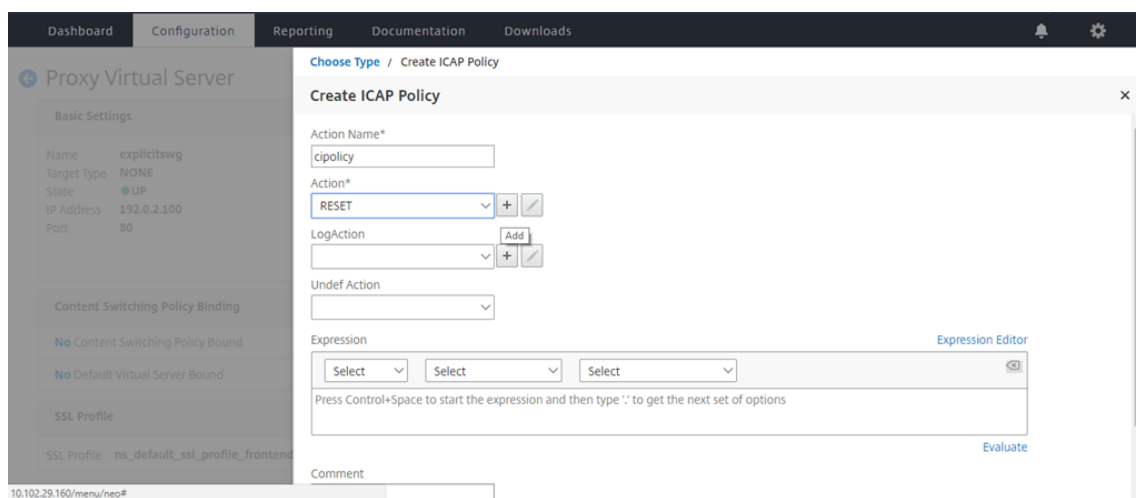 Dashboard Configuration Reporting Documentation Downloads
Proxy Virtual Server
Basic Settings
Name explicitswg
Target Type NONE
State UP
IP Address 192.0.2.100
Port 80
Content Switching Policy Binding
No Content Switching Policy Bound
No Default Virtual Server Bound
SSL Profile
SSL Profile ns_default_ssl_profile_frontend
10.102.29.160/menu/neo#
Choose Type / Create ICAP Policy
Create ICAP Policy
Action Name*
cipolicy
Action*
RESET
Add
LogAction
Undef Action
Expression Expression Editor
Select Select Select
Press Control+Space to start the expression and then type '.' to get the next set of options
Evaluate
Comment